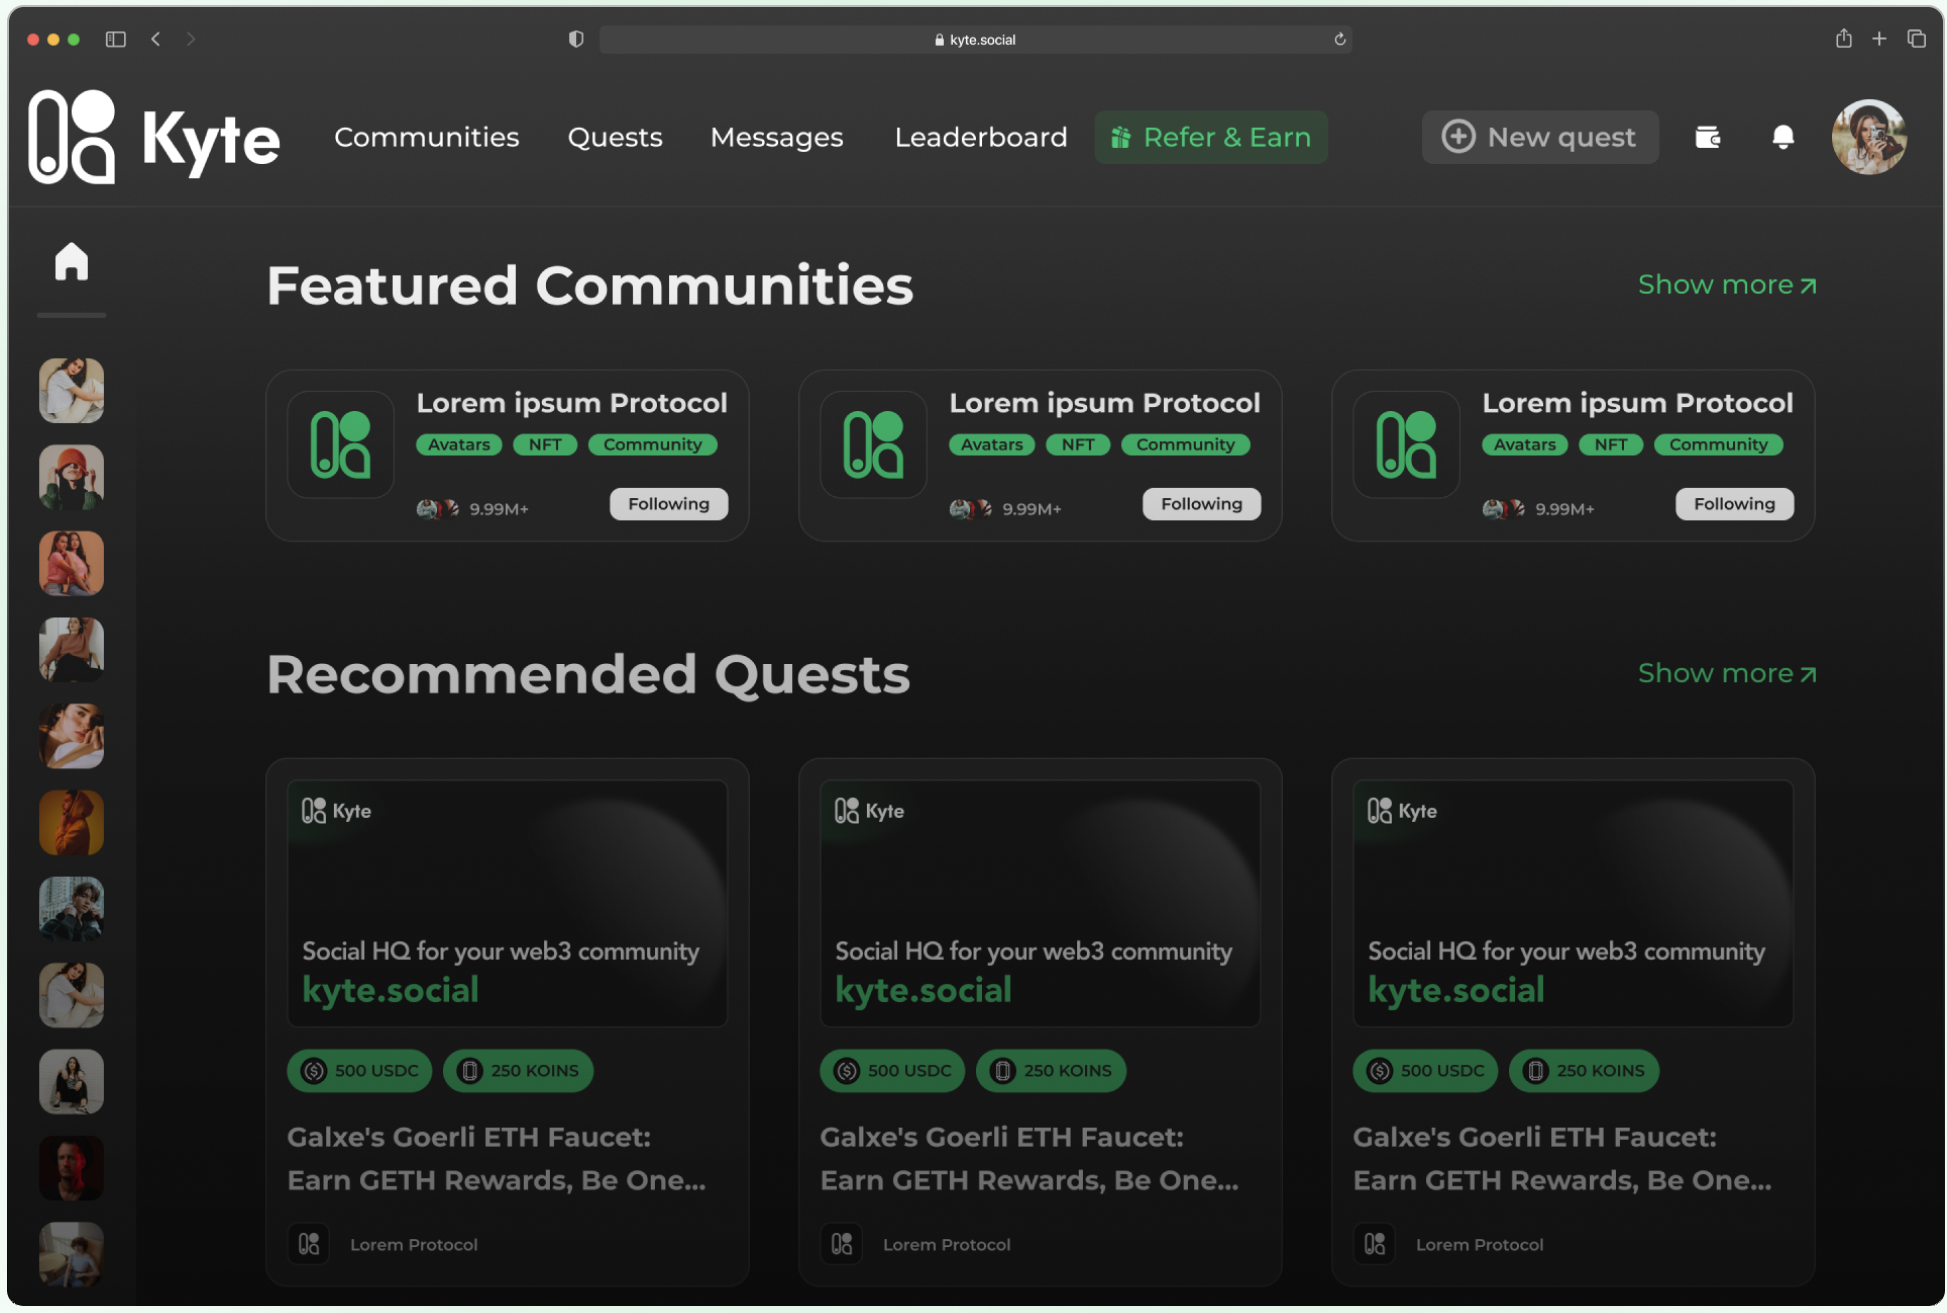 kyte.social
Kyte
Communities Quests Messages Leaderboard Refer & Earn New quest
Featured Communities Show more
Lorem ipsum Protocol Lorem ipsum Protocol Lorem ipsum Protocol
Avatars NFT Community Avatars NFT Community Avatars NFT Community
9.99M+ Following 9.99M+ Following 9.99M+ Following
Recommended Quests Show more
Kyte Kyte Kyte
Social HQ for your web3 community Social HQ for your web3 community Social HQ for your web3 community
kyte.social kyte.social kyte.social
500 USDC 250 KOINS 500 USDC 250 KOINS 500 USDC 250 KOINS
Galxe's Goerli ETH Faucet: Galxe's Goerli ETH Faucet: Galxe's Goerli ETH Faucet:
Earn GETH Rewards, Be One... Earn GETH Rewards, Be One... Earn GETH Rewards, Be One...
Lorem Protocol Lorem Protocol Lorem Protocol